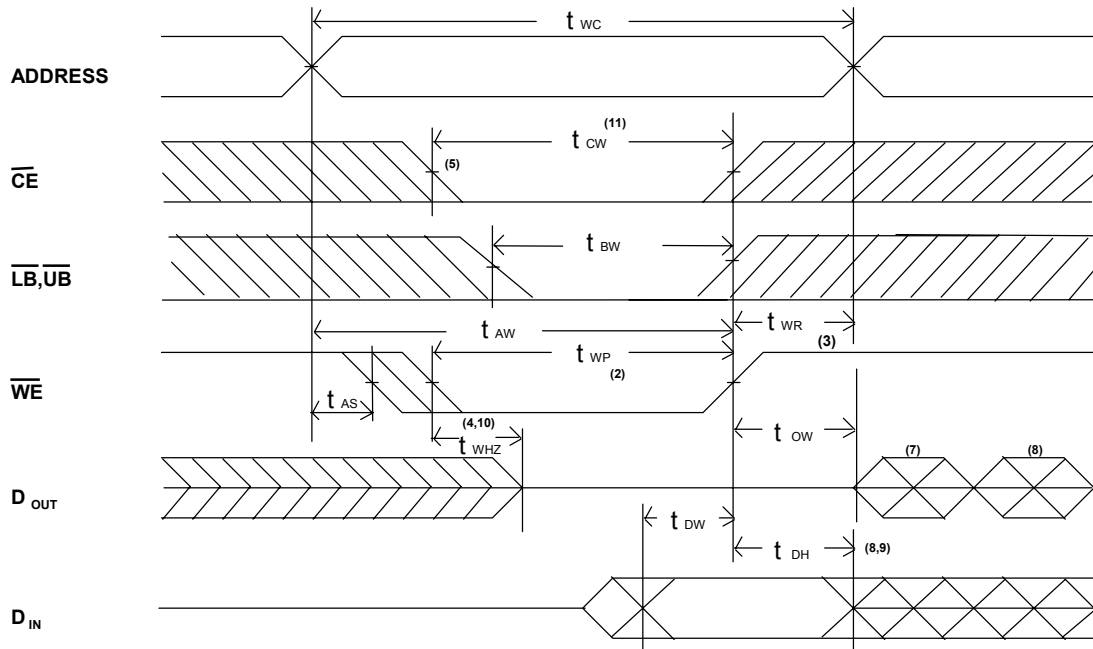 t WC
ADDRESS
t CW (11)
CE (5)
t BW
LB,UB
t AW
t WR
t WP (2)
(3)
WE
t AS
(4,10)
t WHZ
t OW
(7)
(8)
D OUT
t DW
t DH
(8,9)
D IN